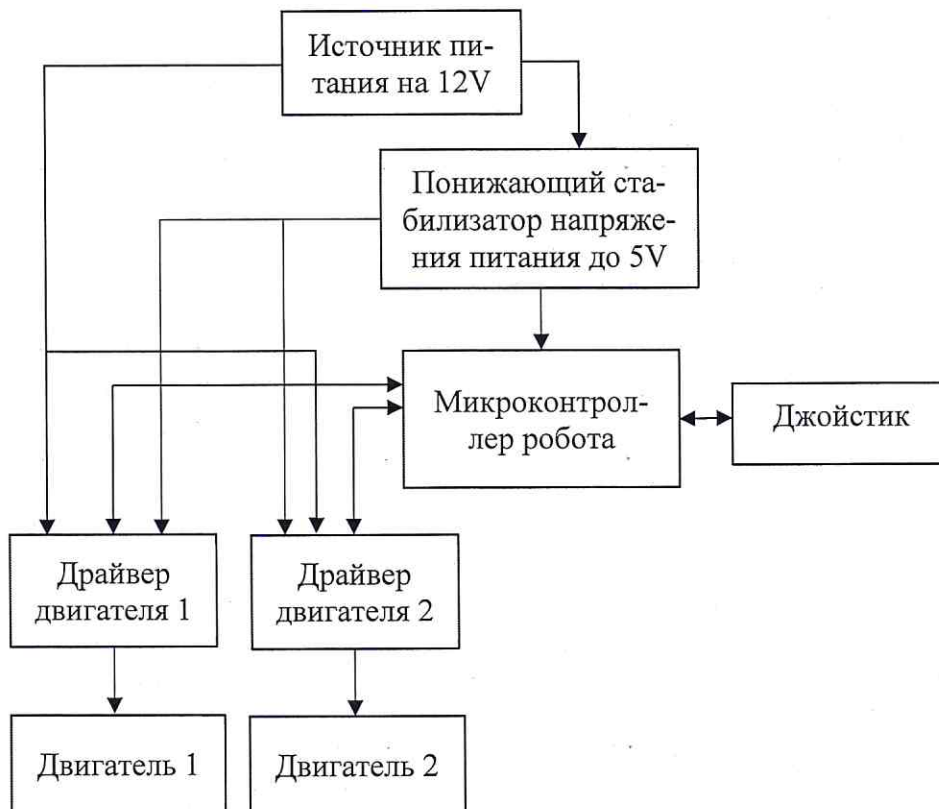 Источник пи-
тания на 12V
Понижающий ста-
билизатор напряже-
ния питания до 5V
Микроконтрол-
лер робота
Джойстик
Драйвер
двигателя 1
Драйвер
двигателя 2
Двигатель 1
Двигатель 2